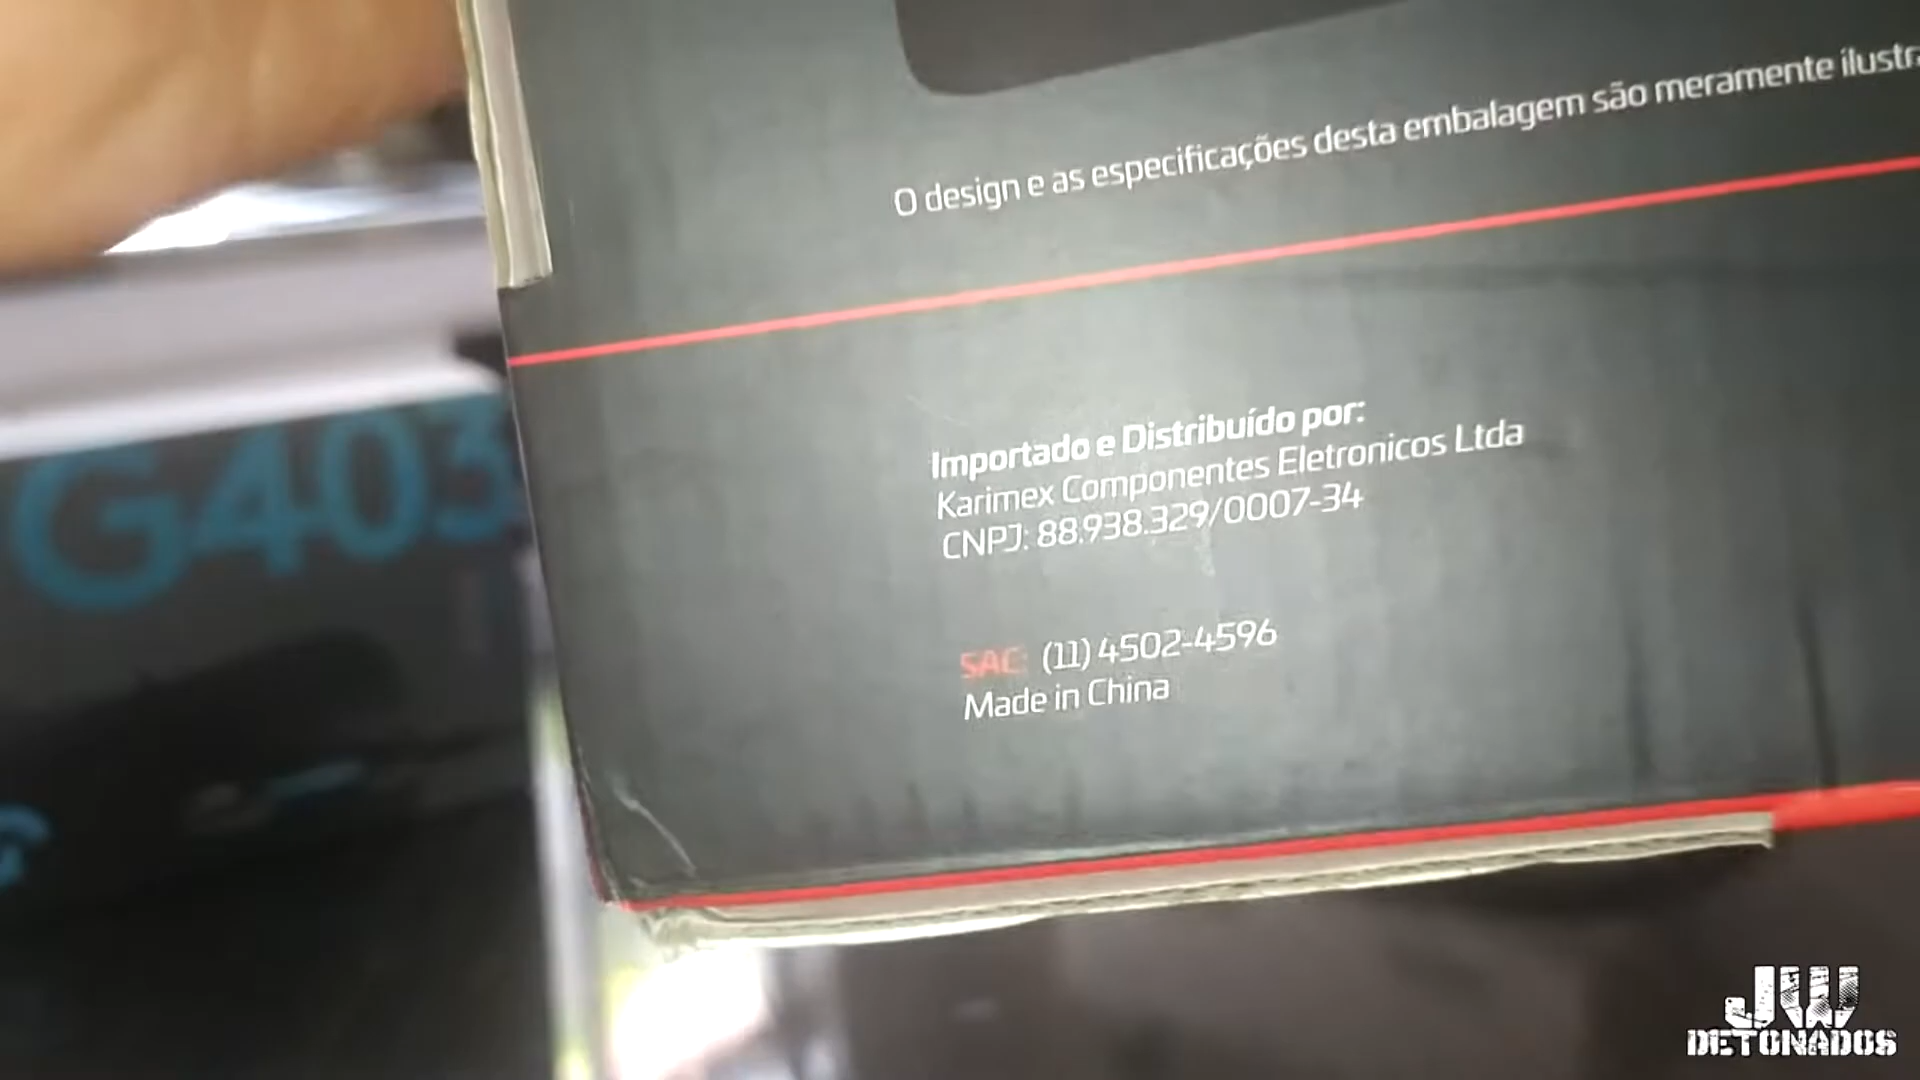 O design e as especificações desta embalagem são meramente ilustra
Importado e Distribuído por:
Karimex Componentes Eletronicos Ltda
CNPJ: 88.938.329/0007-34
SAC: (11) 4502-4596
Made in China
G403
JW
DETONADOS